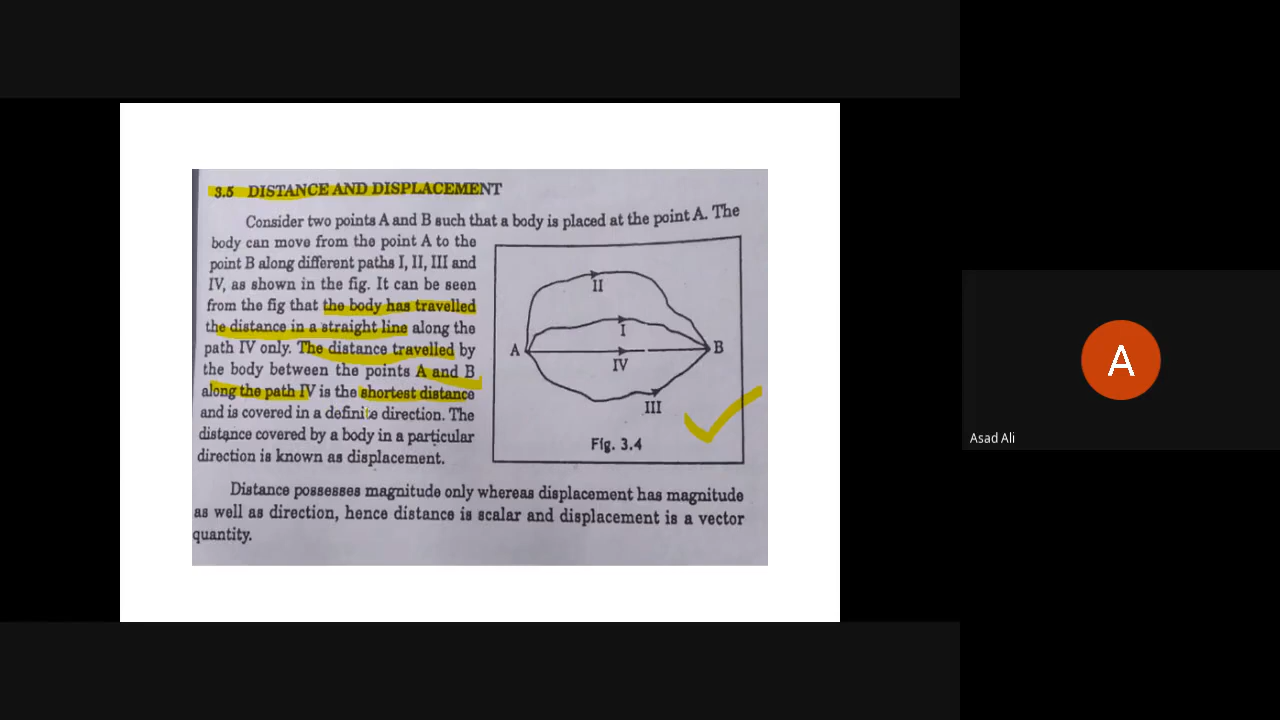 3.5 DISTANCE AND DISPLACEMENT
Consider two points A and B such that a body is placed at the point A. The
body can move from the point A to the
point B along different paths I, II, III and
IV, as shown in the fig. It can be seen
from the fig that the body has travelled
the distance in a straight line along the
path IV only. The distance travelled by
the body between the points A and B
along the path IV is the shortest distance
and is covered in a definite direction. The
distance covered by a body in a particular
direction is known as displacement.
II
I
A
B
IV
III
Fig. 3.4
Distance possesses magnitude only whereas displacement has magnitude
as well as direction, hence distance is scalar and displacement is a vector
quantity.
A
Asad Ali